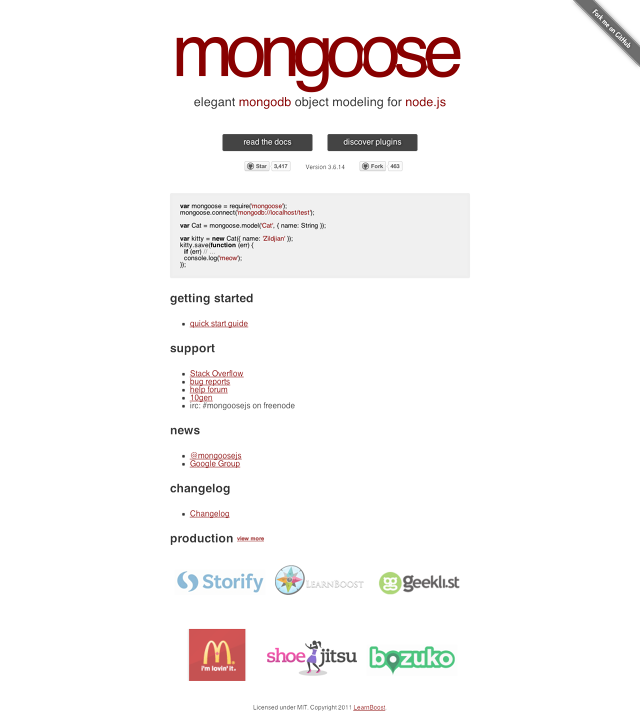 Fork me on GitHub
mongoose
elegant mongodb object modeling for node.js
read the docs
discover plugins
Star 3,417
Version 3.6.14
Fork 463
var mongoose = require('mongoose');
mongoose.connect('mongodb://localhost/test');
var Cat = mongoose.model('Cat', { name: String });
var kitty = new Cat({ name: 'Zildjian' });
kitty.save(function (err) {
if (err) // ...
console.log('meow');
});
getting started
quick start guide
support
Stack Overflow
bug reports
help forum
10gen
irc: #mongoosejs on freenode
news
@mongoosejs
Google Group
changelog
Changelog
production view more
Storify
LEARNBOOST
geekli.st
i'm lovin' it.
shoejitsu
bozuko
Licensed under MIT. Copyright 2011 LearnBoost